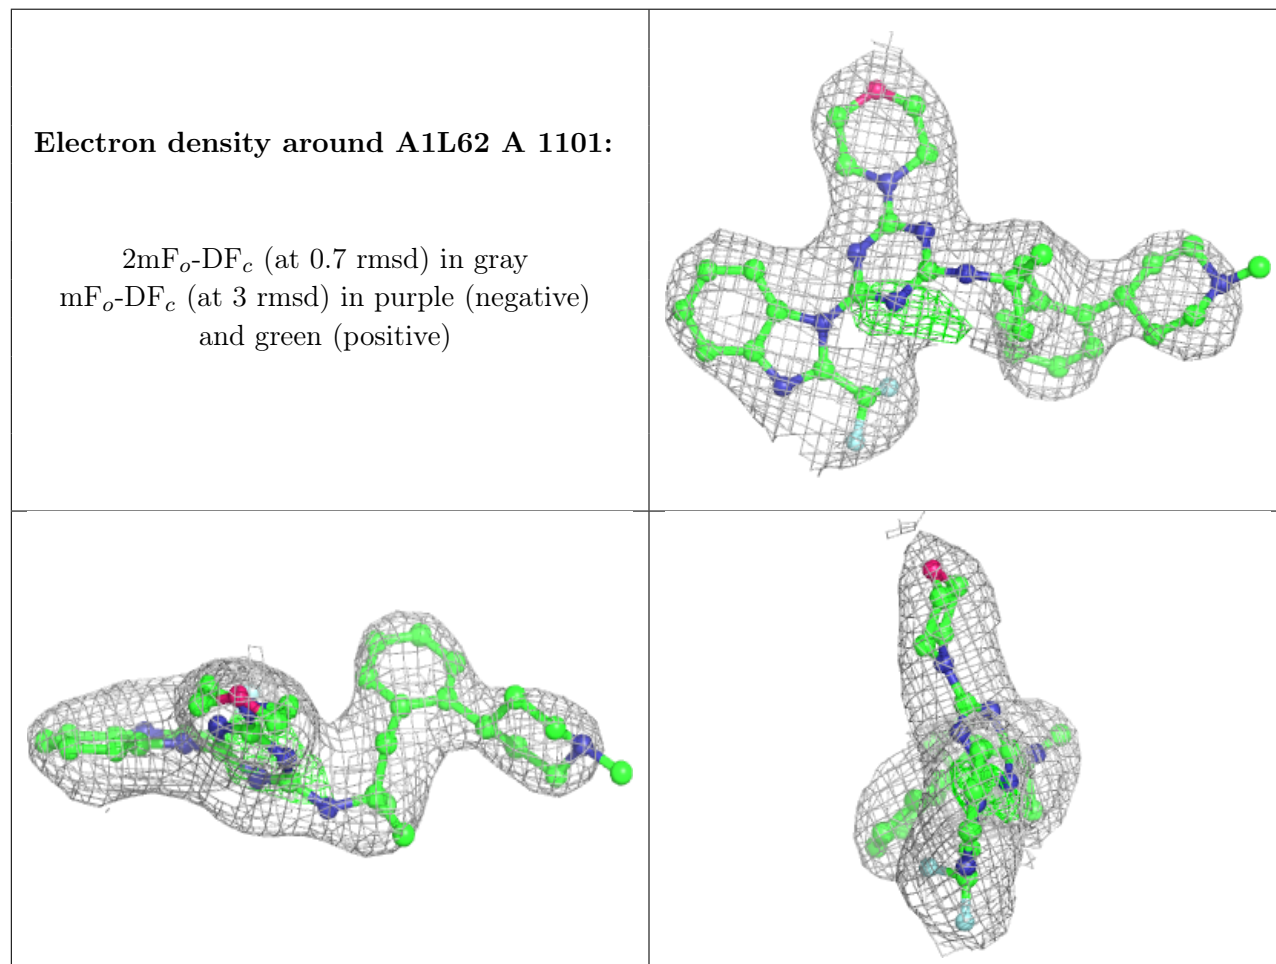 Electron density around A1L62 A 1101:
2mFo-DFc (at 0.7 rmsd) in gray
mFo-DFc (at 3 rmsd) in purple (negative)
and green (positive)